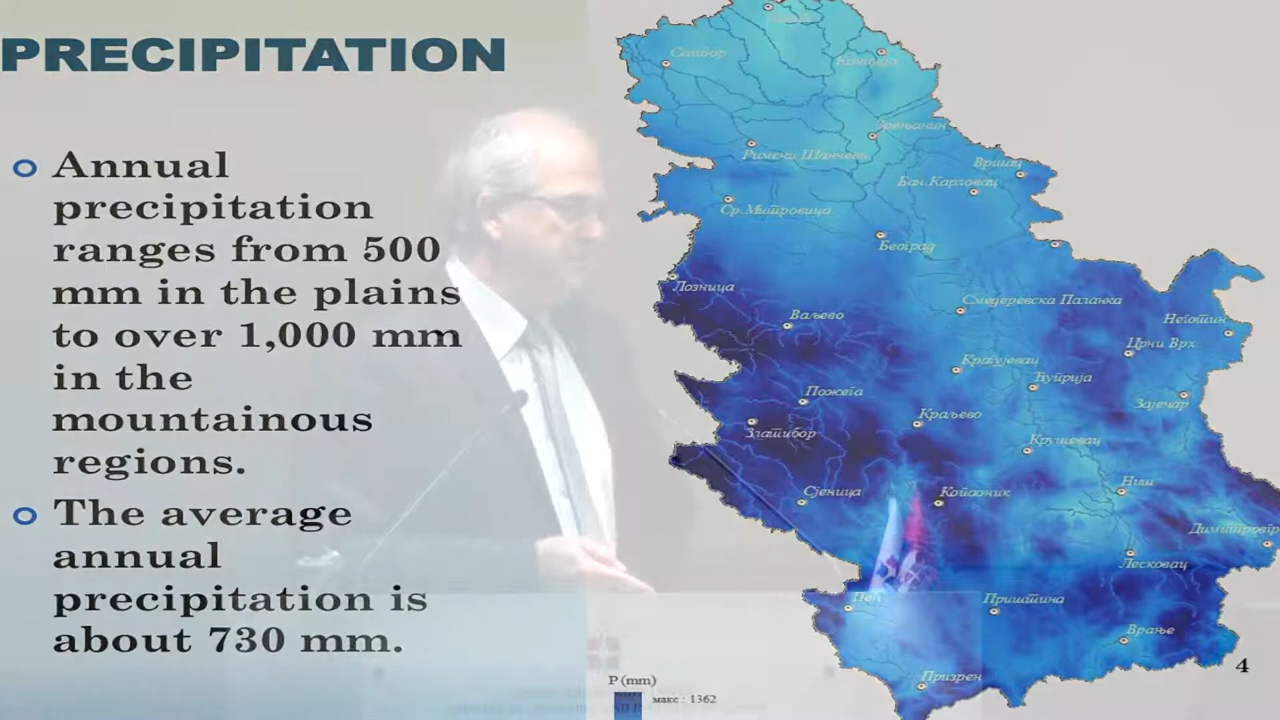 PRECIPITATION
Annual
precipitation
ranges from 500
mm in the plains
to over 1,000 mm
in the
mountainous
regions.
The average
annual
precipitation is
about 730 mm.
Сомбор
Кикинда
Зрењанин
Римски Шанчеви
Вршац
Бан.Карловац
Ср.Митровица
Београд
Лозница
Смедеревска Паланка
Ваљево
Неготин
Црни Врх
Крагујевац
Ћуприја
Пожега
Зајечар
Краљево
Златибор
Крушевац
Ниш
Сјеница
Копаоник
Димитровгр
Лесковац
Пећ
Приштина
Врање
Призрен
4
P (mm)
макс : 1362